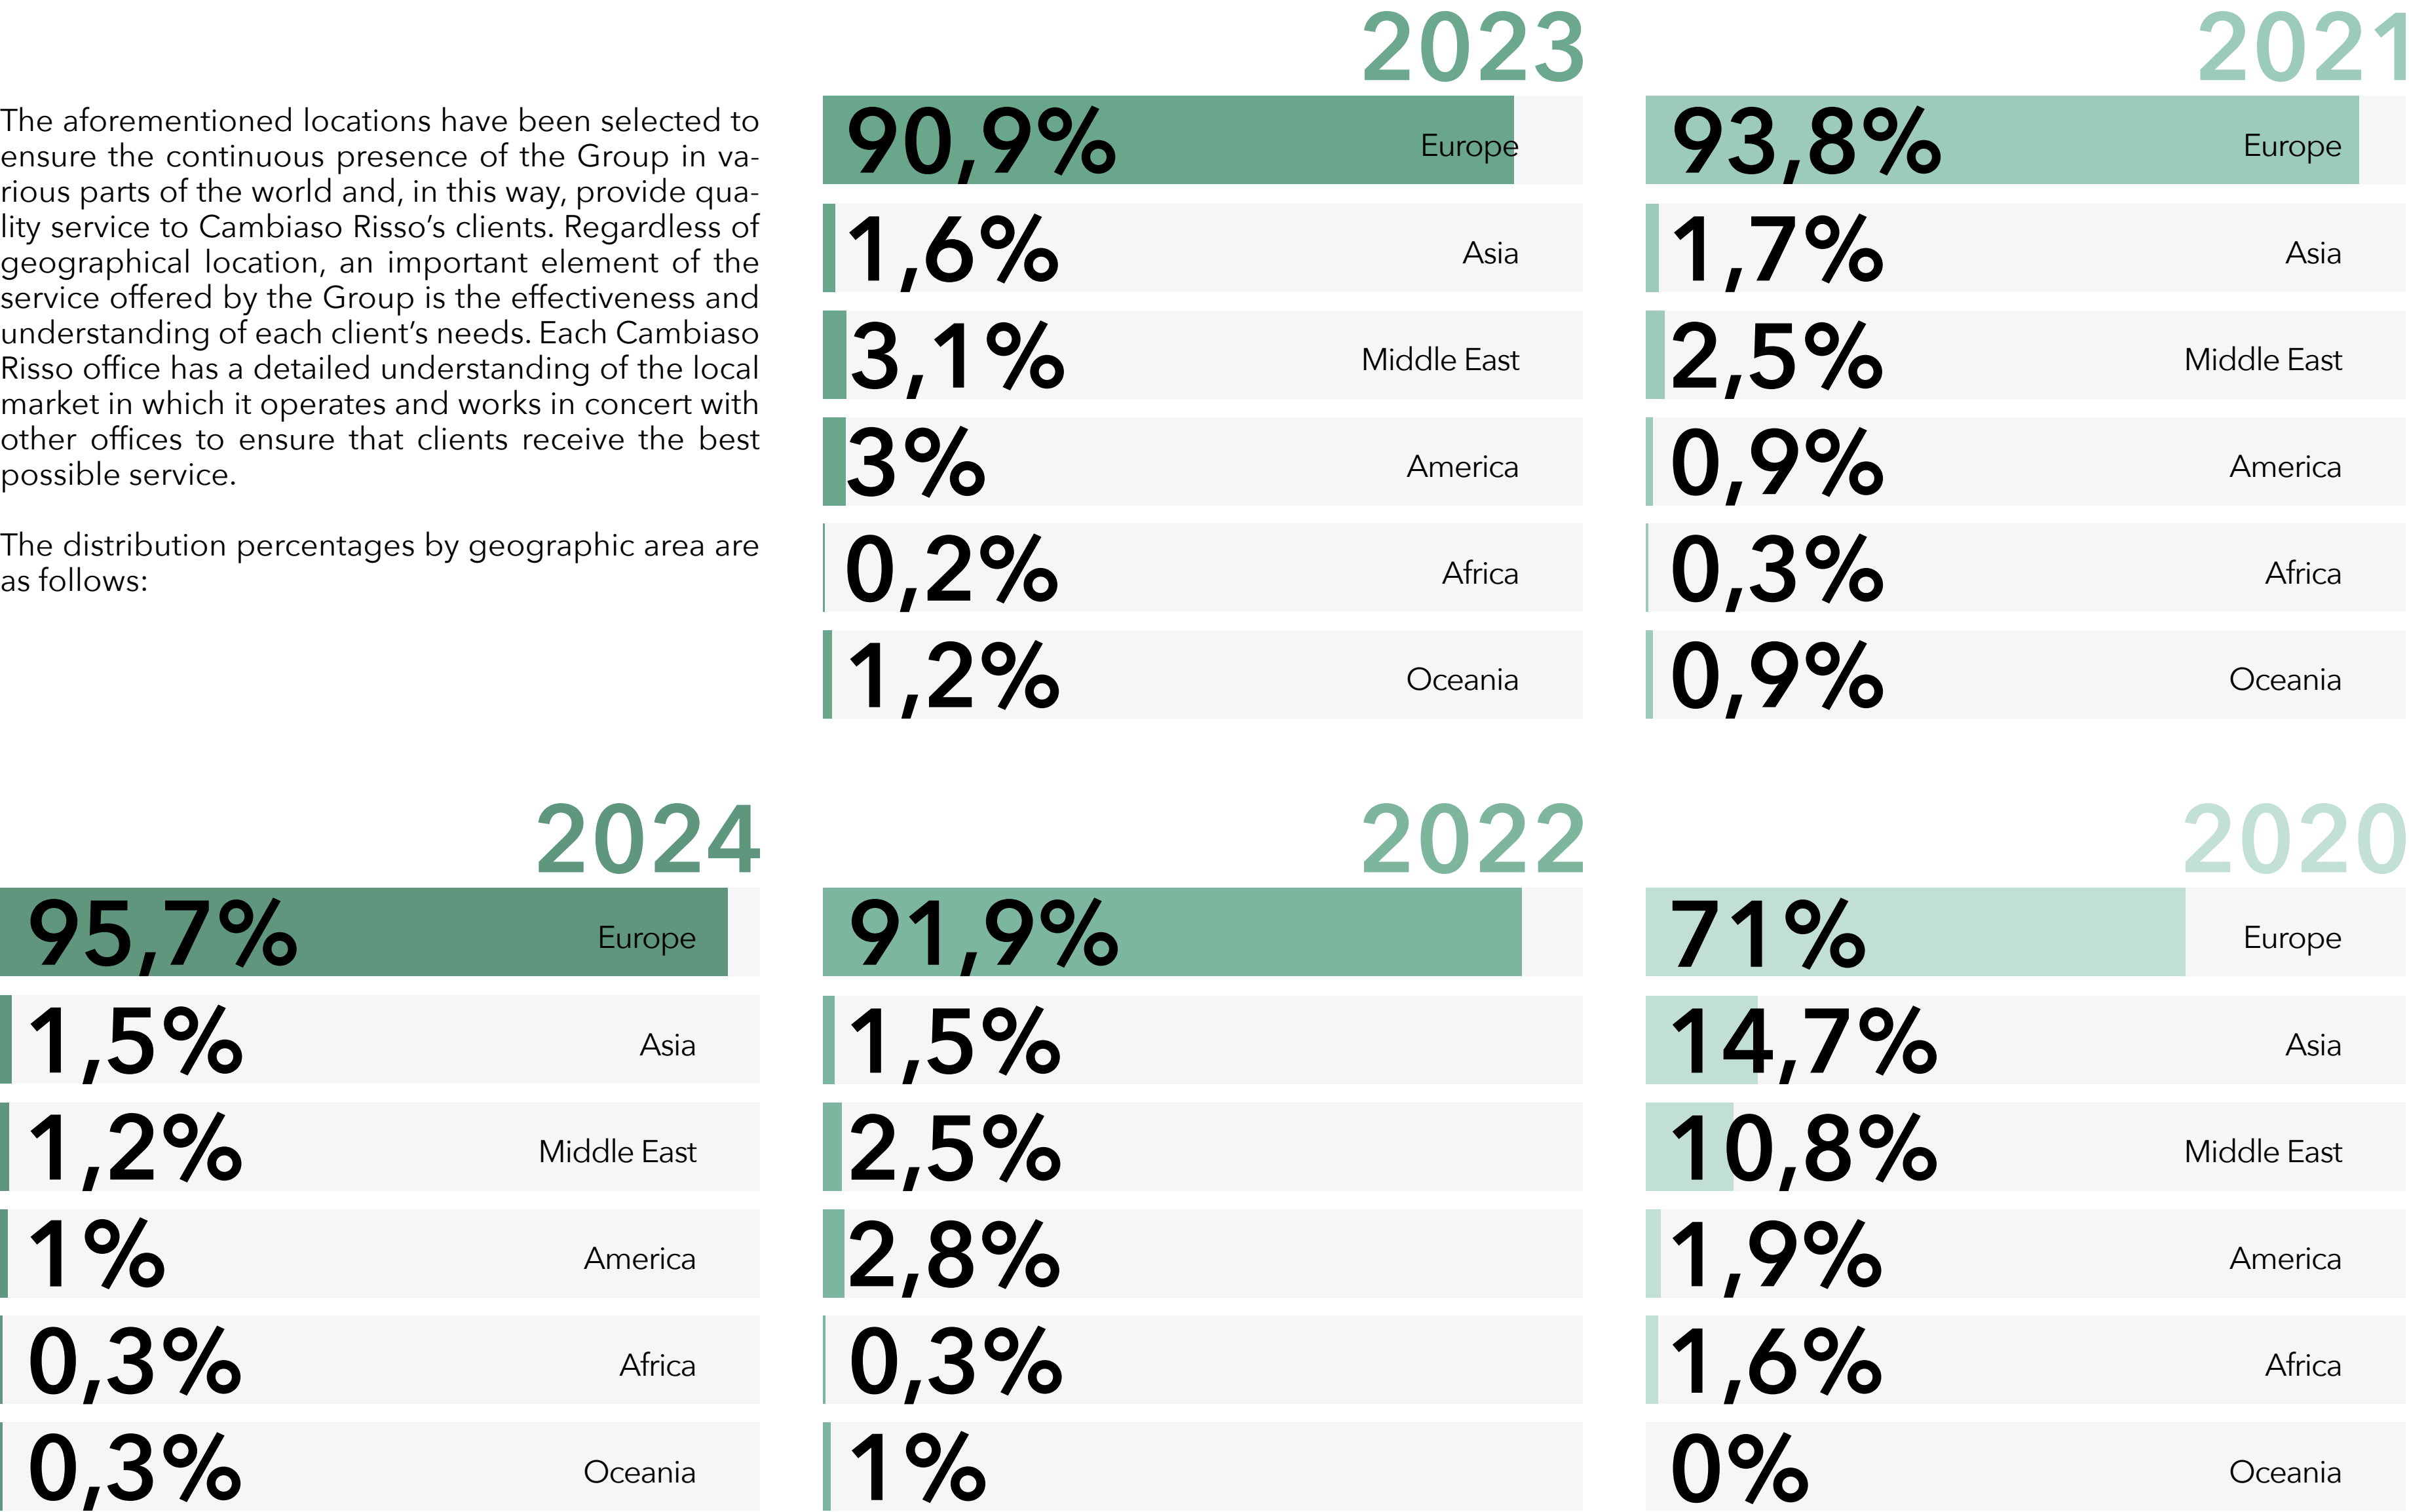 The aforementioned locations have been selected to
ensure the continuous presence of the Group in va-
rious parts of the world and, in this way, provide qua-
lity service to Cambiaso Risso’s clients. Regardless of
geographical location, an important element of the
service offered by the Group is the effectiveness and
understanding of each client’s needs. Each Cambiaso
Risso office has a detailed understanding of the local
market in which it operates and works in concert with
other offices to ensure that clients receive the best
possible service.
The distribution percentages by geographic area are
as follows:
2024
95,7% Europe
1,5% Asia
1,2% Middle East
1% America
0,3% Africa
0,3% Oceania
2023
90,9% Europe
1,6% Asia
3,1% Middle East
3% America
0,2% Africa
1,2% Oceania
2022
91,9%
1,5%
2,5%
2,8%
0,3%
1%
2021
93,8% Europe
1,7% Asia
2,5% Middle East
0,9% America
0,3% Africa
0,9% Oceania
2020
71% Europe
14,7% Asia
10,8% Middle East
1,9% America
1,6% Africa
0% Oceania